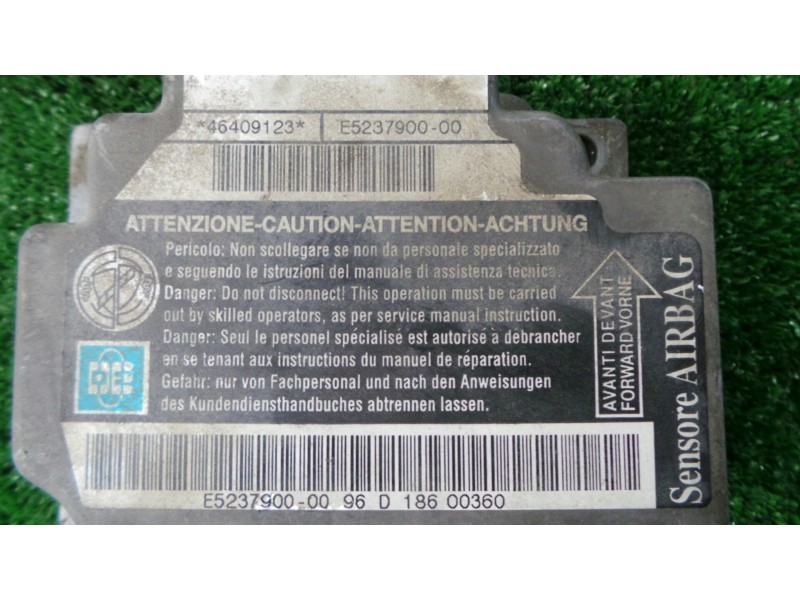 *46409123* E5237900-00
ATTENZIONE-CAUTION-ATTENTION-ACHTUNG
Pericolo: Non scollegare se non da personale specializzato
e seguendo le istruzioni del manuale di assistenza tecnica.
Danger: Do not disconnect! This operation must be carried
out by skilled operators, as per service manual instruction.
Danger: Seul le personel spécialisé est autorisé à débrancher
en se tenant aux instructions du manuel de réparation.
Gefahr: nur von Fachpersonal und nach den Anweisungen
des Kundendiensthandbuches abtrennen lassen.
AVANTI DEVANT
FORWARD VORNE
Sensore AIRBAG
E5237900-00 96 D 186 00360